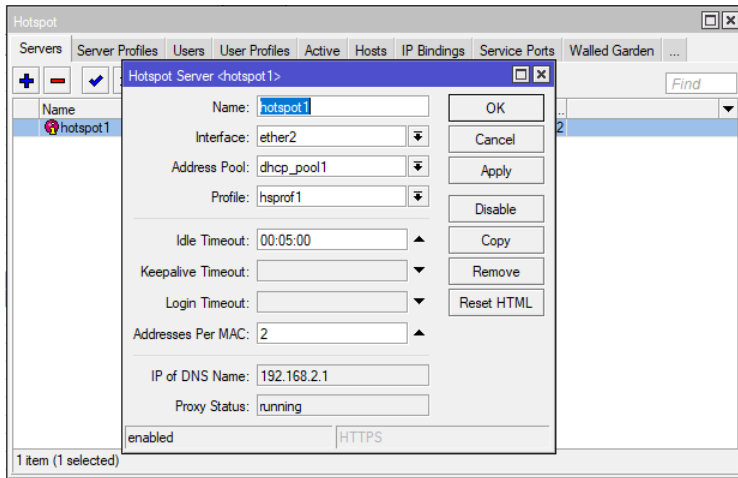 Hotspot
Servers Server Profiles Users User Profiles Active Hosts IP Bindings Service Ports Walled Garden ...
Find
Name
hotspot1
..
2
Hotspot Server <hotspot1>
Name: hotspot1
Interface: ether2
Address Pool: dhcp_pool1
Profile: hsprof1
Idle Timeout: 00:05:00
Keepalive Timeout:
Login Timeout:
Addresses Per MAC: 2
IP of DNS Name: 192.168.2.1
Proxy Status: running
OK
Cancel
Apply
Disable
Copy
Remove
Reset HTML
enabled HTTPS
1 item (1 selected)